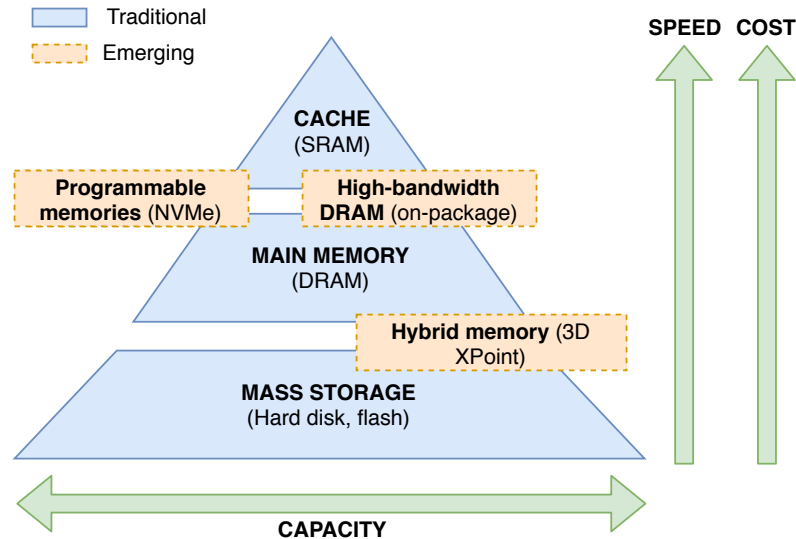 Traditional
Emerging
SPEED
COST
CACHE
(SRAM)
Programmable
memories (NVMe)
High-bandwidth
DRAM (on-package)
MAIN MEMORY
(DRAM)
Hybrid memory (3D
XPoint)
MASS STORAGE
(Hard disk, flash)
CAPACITY